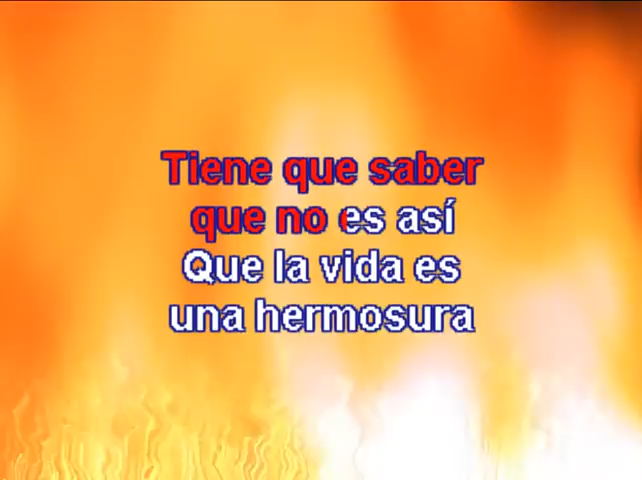 Tiene que saber
que no es así
Que la vida es
una hermosura